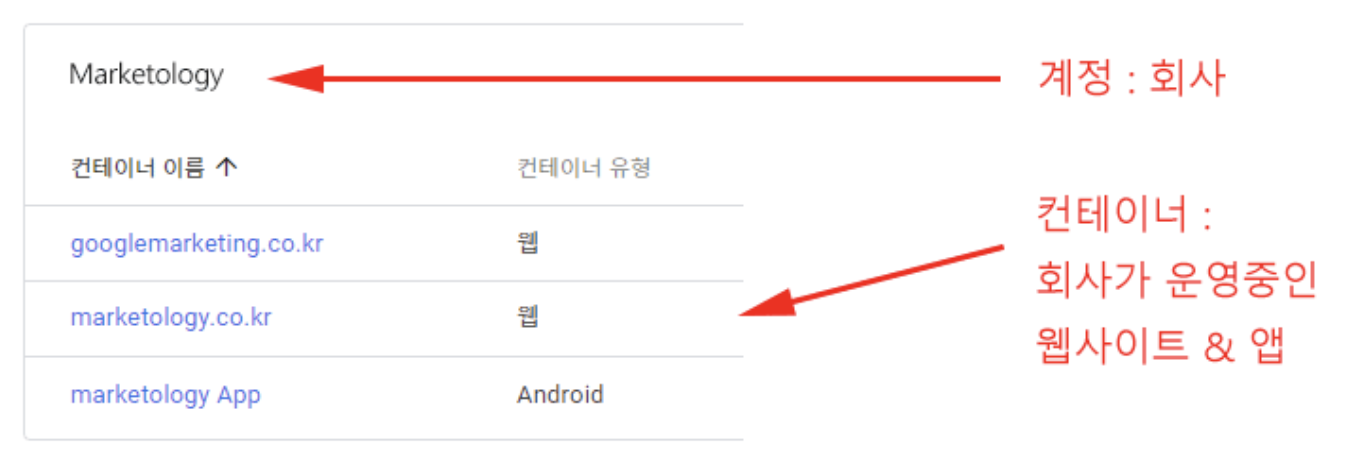 Marketology
계정 : 회사
컨테이너 이름 ↑ 컨테이너 유형
컨테이너 :
googlemarketing.co.kr 웹
회사가 운영중인
marketology.co.kr 웹
웹사이트 & 앱
marketology App Android